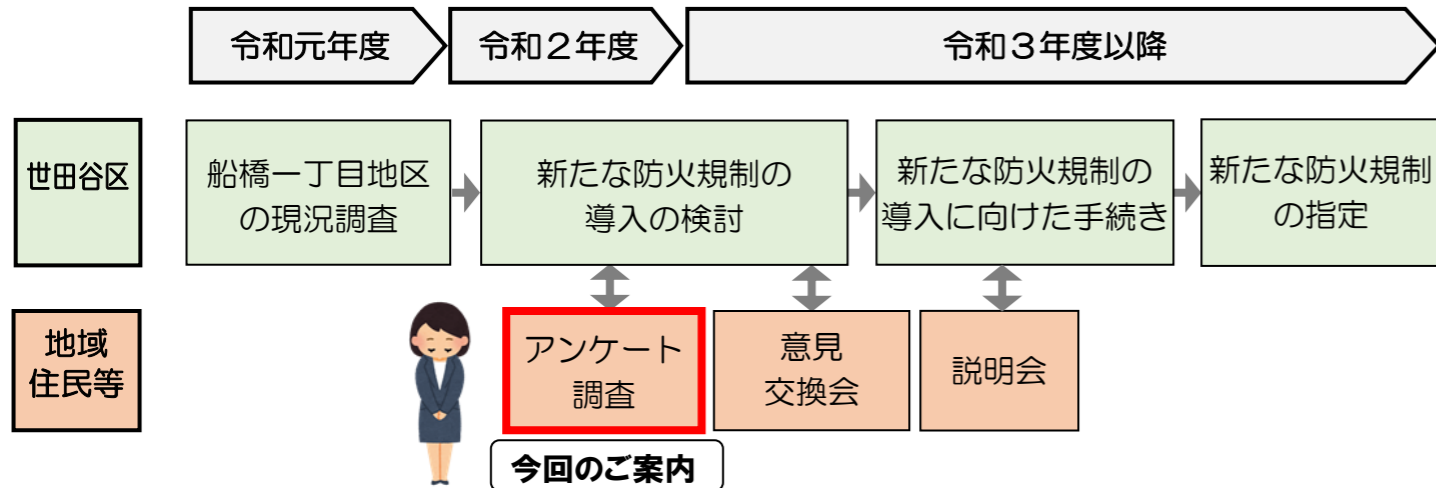 令和元年度
令和２年度
令和３年度以降
世田谷区
船橋一丁目地区
の現況調査
新たな防火規制の
導入の検討
新たな防火規制の
導入に向けた手続き
新たな防火規制
の指定
地域
住民等
アンケート
調査
意見
交換会
説明会
今回のご案内